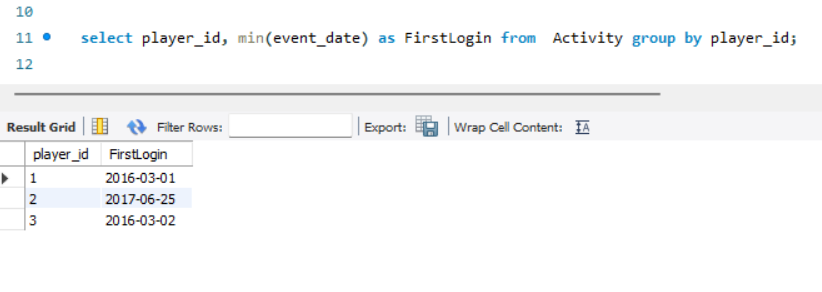 10
11 select player_id, min(event_date) as FirstLogin from  Activity group by player_id;
12
Result Grid Filter Rows: Export: Wrap Cell Content: IA
player_id FirstLogin
1 2016-03-01
2 2017-06-25
3 2016-03-02